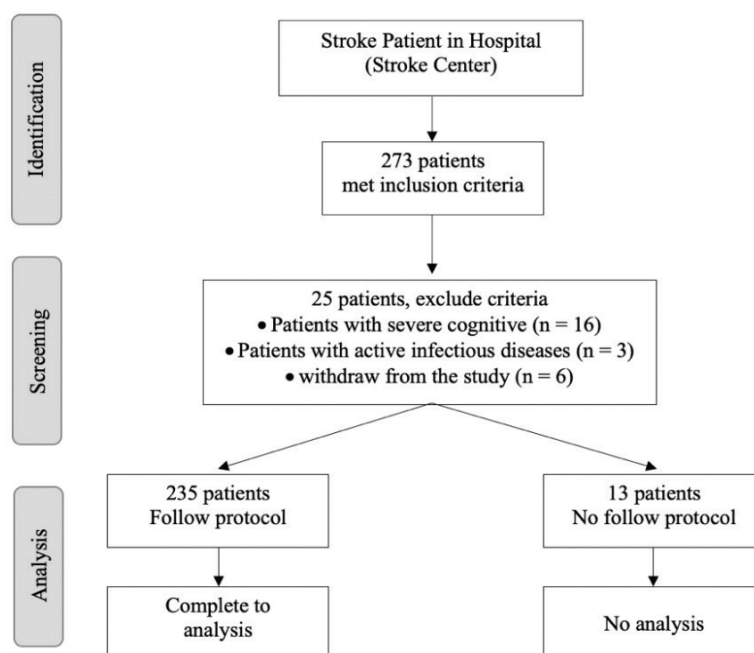 Identification
Stroke Patient in Hospital
(Stroke Center)
273 patients
met inclusion criteria
Screening
25 patients, exclude criteria
• Patients with severe cognitive (n = 16)
• Patients with active infectious diseases (n = 3)
• withdraw from the study (n = 6)
Analysis
235 patients
Follow protocol
13 patients
No follow protocol
Complete to
analysis
No analysis